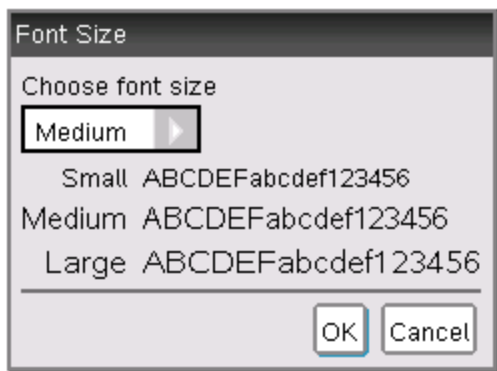 Font Size
Choose font size
Medium
Small ABCDEFabcdef123456
Medium ABCDEFabcdef123456
Large ABCDEFabcdef123456
OK Cancel